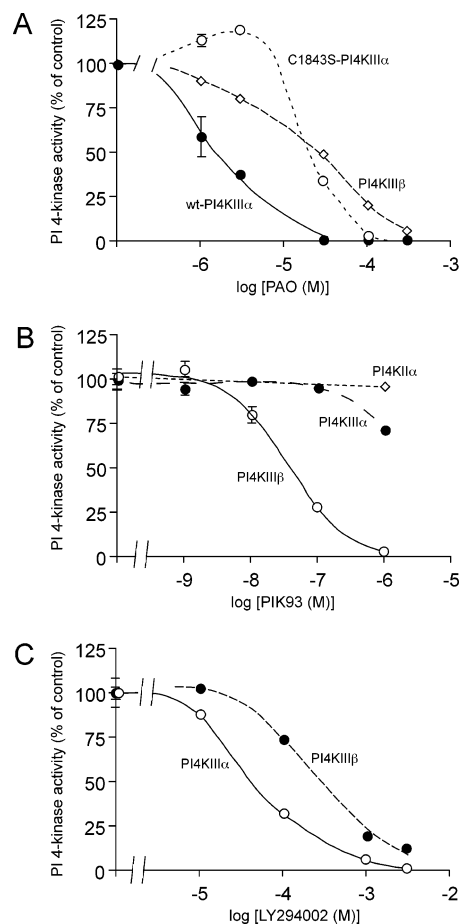 A
PI 4-kinase activity (% of control)
125
100
75
50
25
0
C1843S-PI4KIIIα
PI4KIIIβ
wt-PI4KIIIα
-6
-5
-4
-3
log [PAO (M)]
B
PI 4-kinase activity (% of control)
125
100
75
50
25
0
PI4KIIα
PI4KIIIα
PI4KIIIβ
-9
-8
-7
-6
-5
log [PIK93 (M)]
C
PI 4-kinase activity (% of control)
125
100
75
50
25
0
PI4KIIIα
PI4KIIIβ
-5
-4
-3
-2
log [LY294002 (M)]